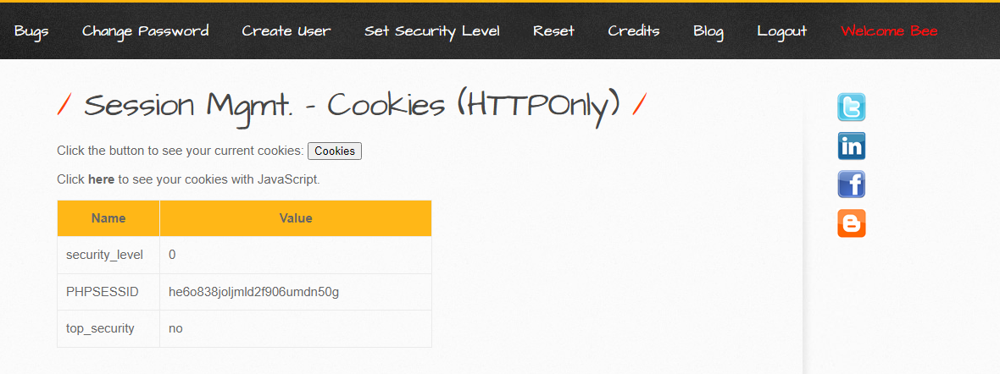 Bugs Change Password Create User Set Security Level Reset Credits Blog Logout Welcome Bee
/ Session Mgmt. - Cookies (HTTPOnly) /
Click the button to see your current cookies: Cookies
Click here to see your cookies with JavaScript.
Name Value
security_level 0
PHPSESSID he6o838joljmld2f906umdn50g
top_security no